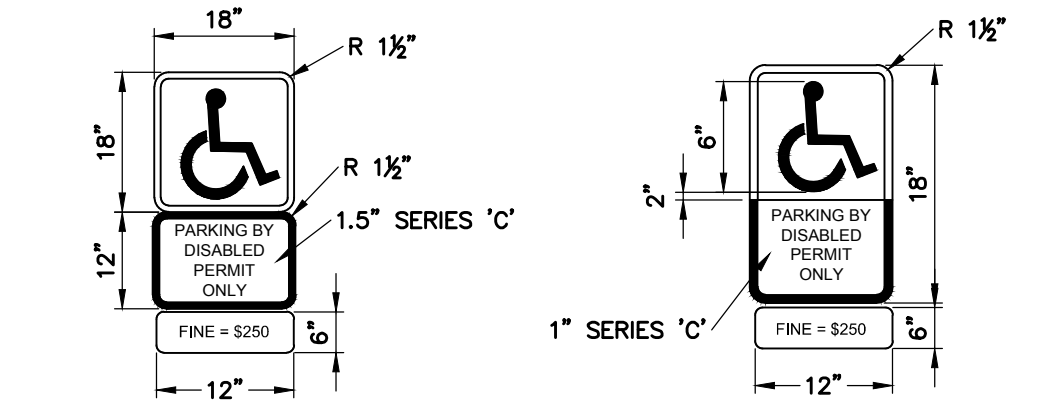 18”
R 1½”
18”
R 1½”
1.5” SERIES 'C'
12”
PARKING BY
DISABLED
PERMIT
ONLY
FINE = $250
6”
12”
R 1½”
6”
2”
18”
PARKING BY
DISABLED
PERMIT
ONLY
1” SERIES 'C'
FINE = $250
6”
12”